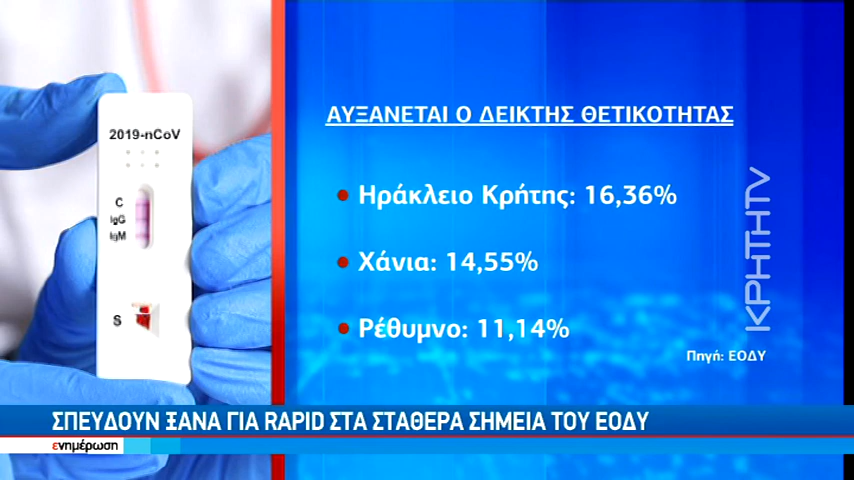 2019-nCoV
C
IgG
IgM
S
ΑΥΞΑΝΕΤΑΙ Ο ΔΕΙΚΤΗΣ ΘΕΤΙΚΟΤΗΤΑΣ
• Ηράκλειο Κρήτης: 16,36%
• Χάνια: 14,55%
• Ρέθυμνο: 11,14%
ΚΡΗΤΗTV
Πηγή: ΕΟΔΥ
ΣΠΕΥΔΟΥΝ ΞΑΝΑ ΓΙΑ RAPID ΣΤΑ ΣΤΑΘΕΡΑ ΣΗΜΕΙΑ ΤΟΥ ΕΟΔΥ
ενημέρωση